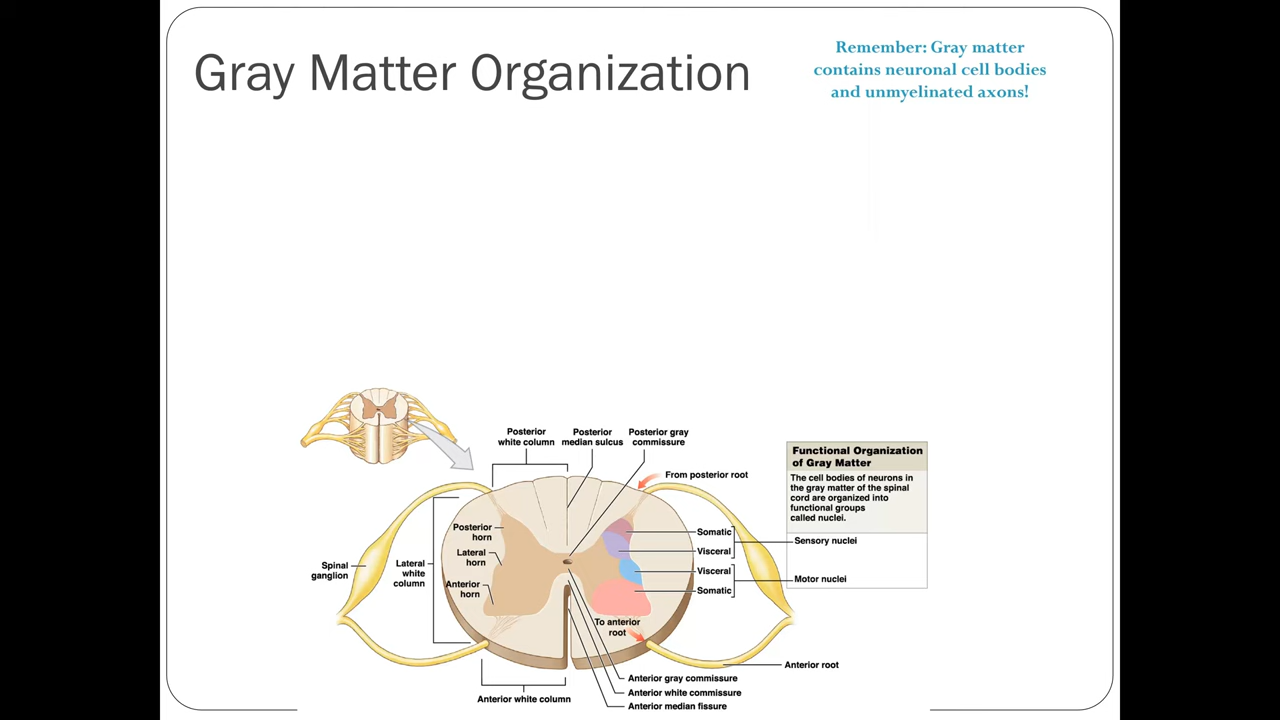 Gray Matter Organization
Remember: Gray matter
contains neuronal cell bodies
and unmyelinated axons!
Posterior
white column
Posterior
median sulcus
Posterior gray
commissure
From posterior root
Posterior
horn
Lateral
horn
Anterior
horn
Spinal
ganglion
Lateral
white
column
Somatic
Visceral
Visceral
Somatic
Sensory nuclei
Motor nuclei
Functional Organization
of Gray Matter
The cell bodies of neurons in
the gray matter of the spinal
cord are organized into
functional groups
called nuclei.
To anterior
root
Anterior root
Anterior white column
Anterior gray commissure
Anterior white commissure
Anterior median fissure